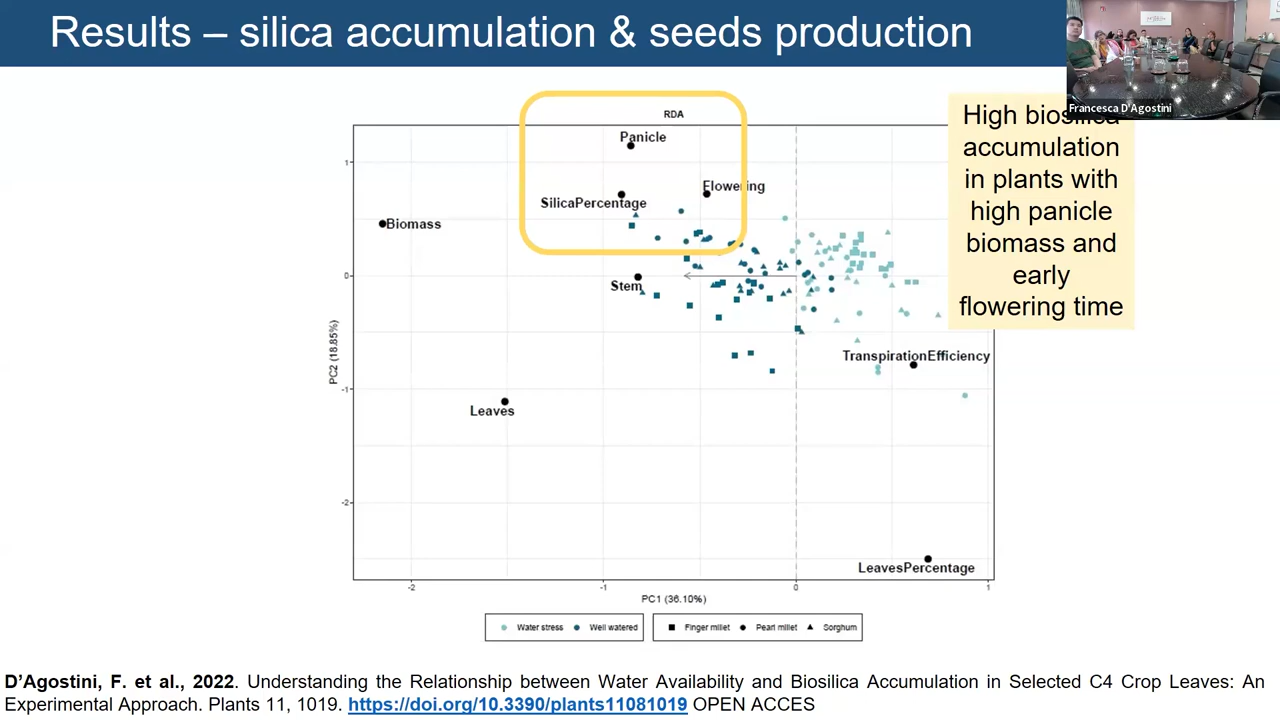 Results – silica accumulation & seeds production
Francesca D'Agostini
High biosilica
accumulation
in plants with
high panicle
biomass and
early
flowering time
RDA
Panicle
Flowering
SilicaPercentage
Biomass
Stem
TranspirationEfficiency
Leaves
LeavesPercentage
1
0
-1
-2
PC2 (18.85%)
-2
-1
0
1
PC1 (36.10%)
Water stress Well watered
Finger millet Pearl millet Sorghum
D’Agostini, F. et al., 2022. Understanding the Relationship between Water Availability and Biosilica Accumulation in Selected C4 Crop Leaves: An
Experimental Approach. Plants 11, 1019. https://doi.org/10.3390/plants11081019 OPEN ACCES